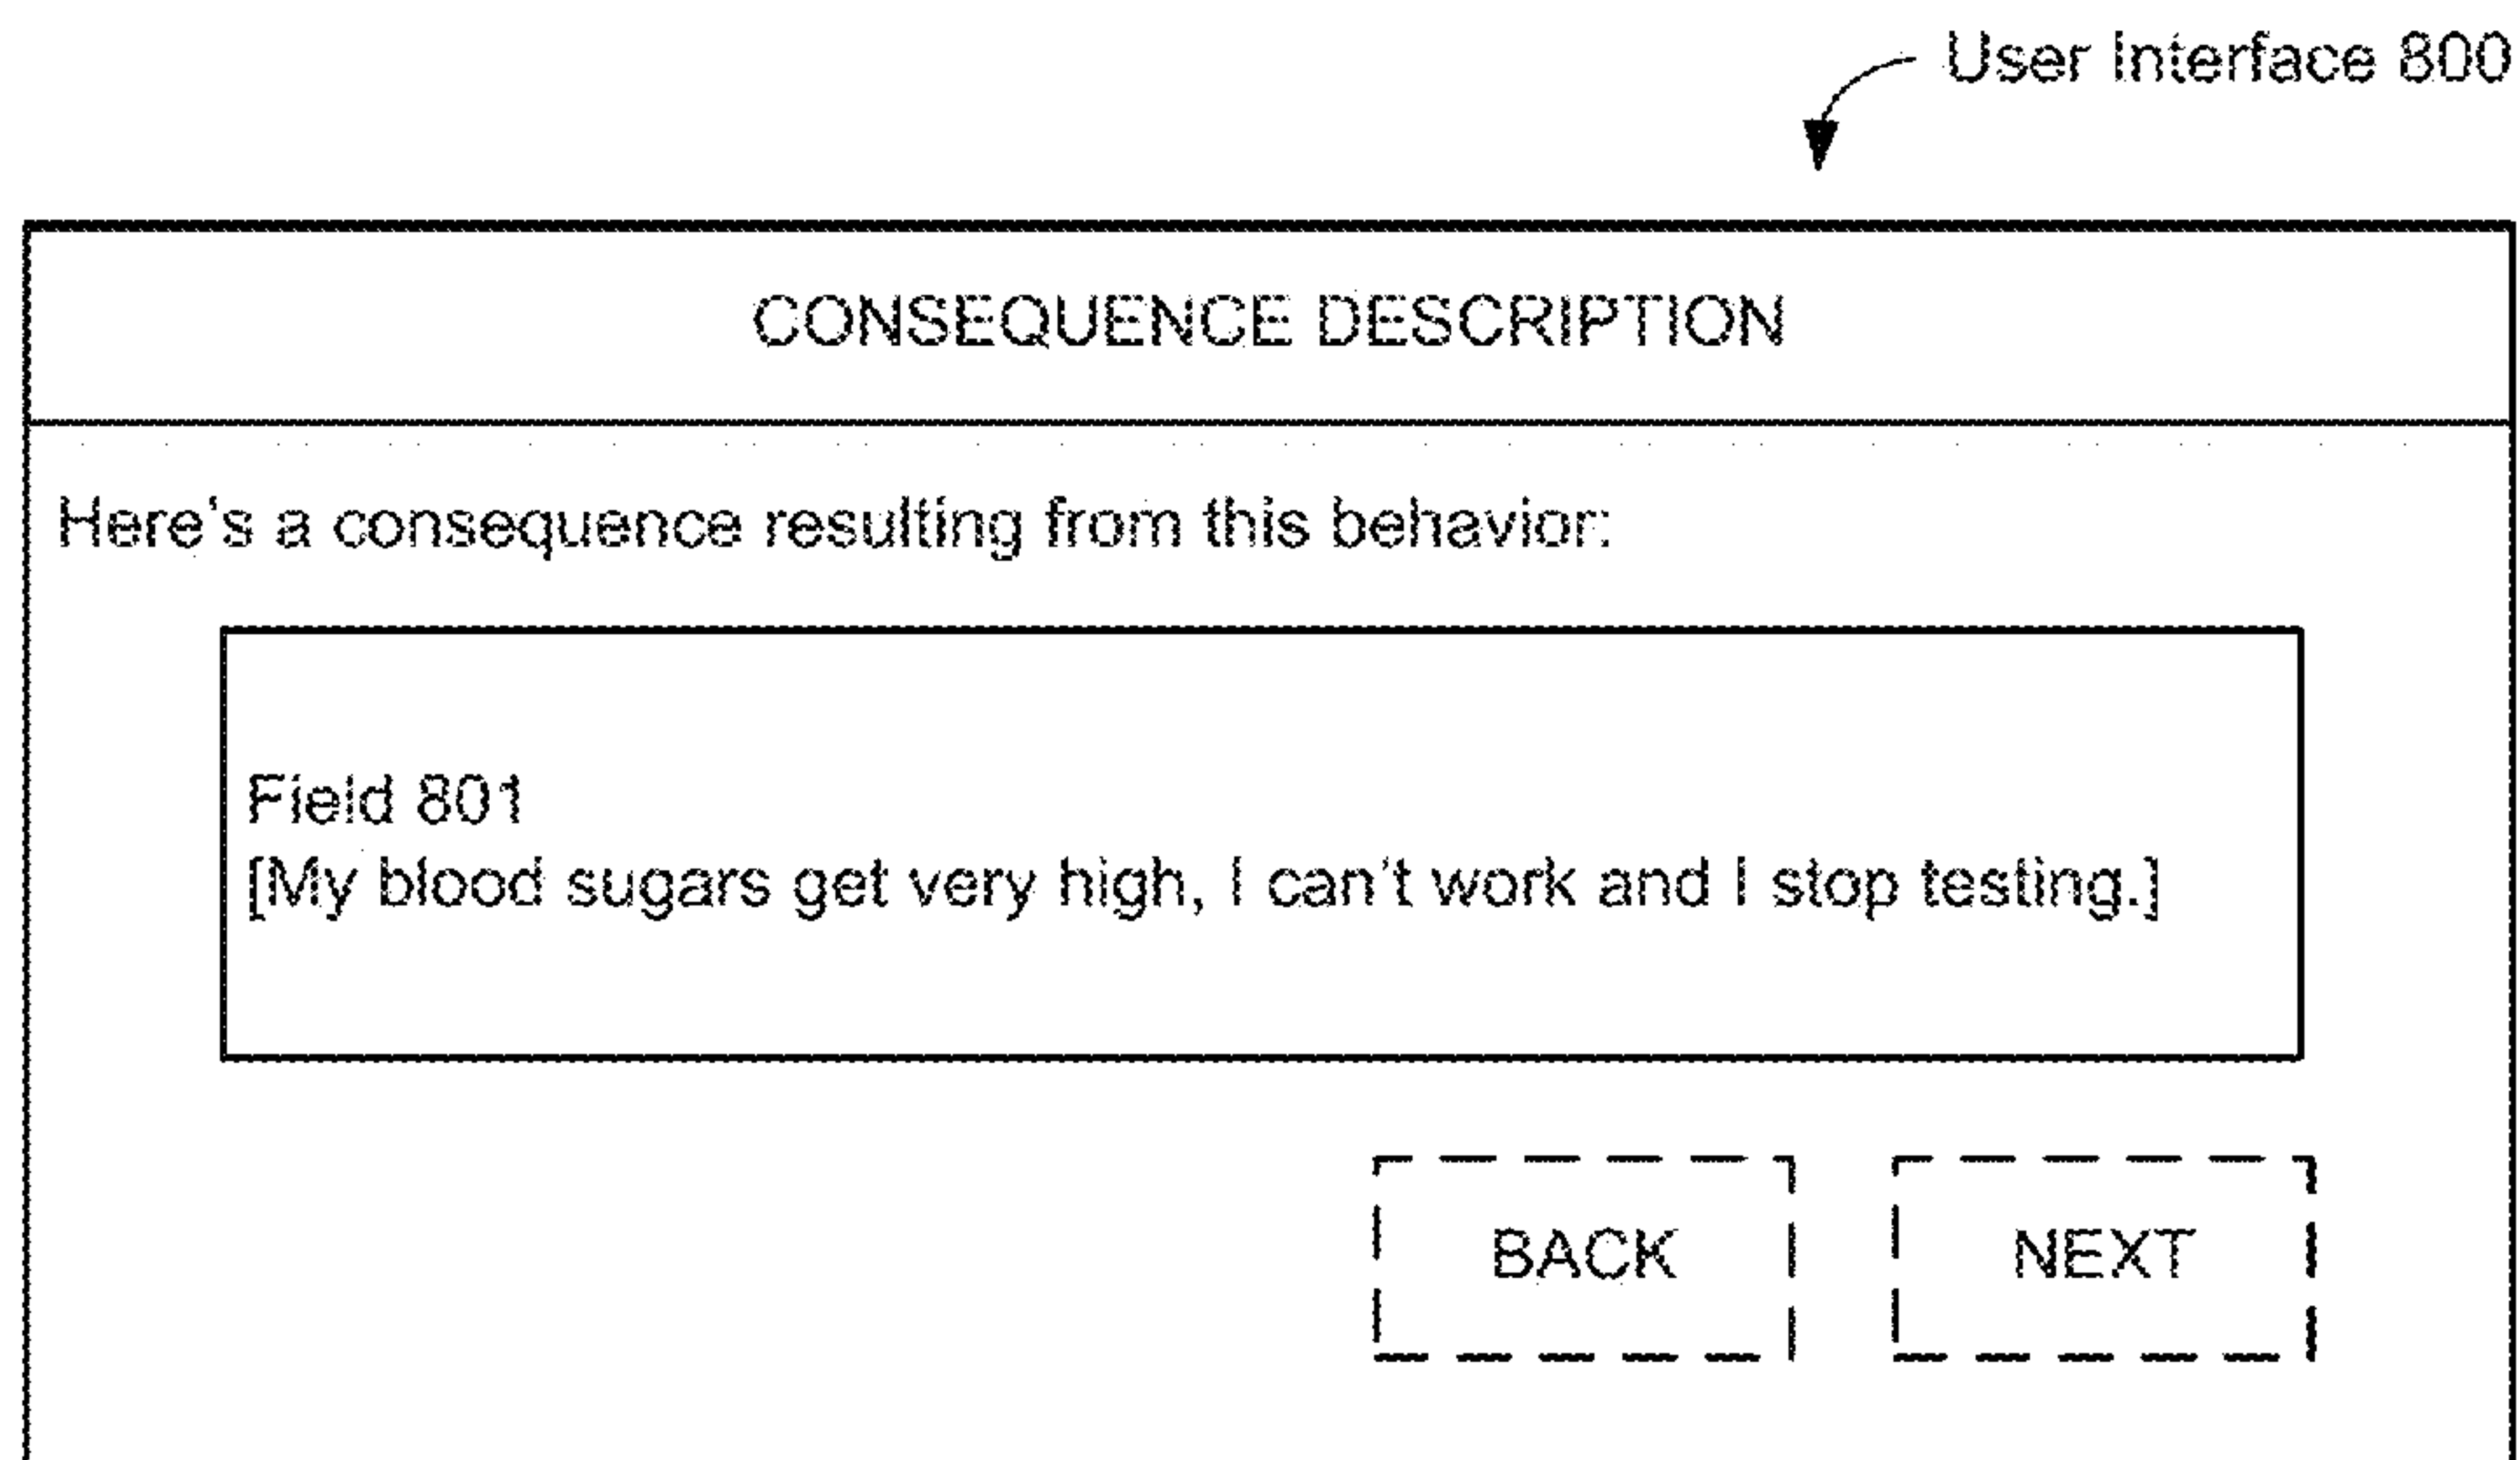 User Interface 800
CONSEQUENCE DESCRIPTION
Here's a consequence resulting from this behavior:
Field 801
[My blood sugars get very high, I can't work and I stop testing.]
BACK
NEXT